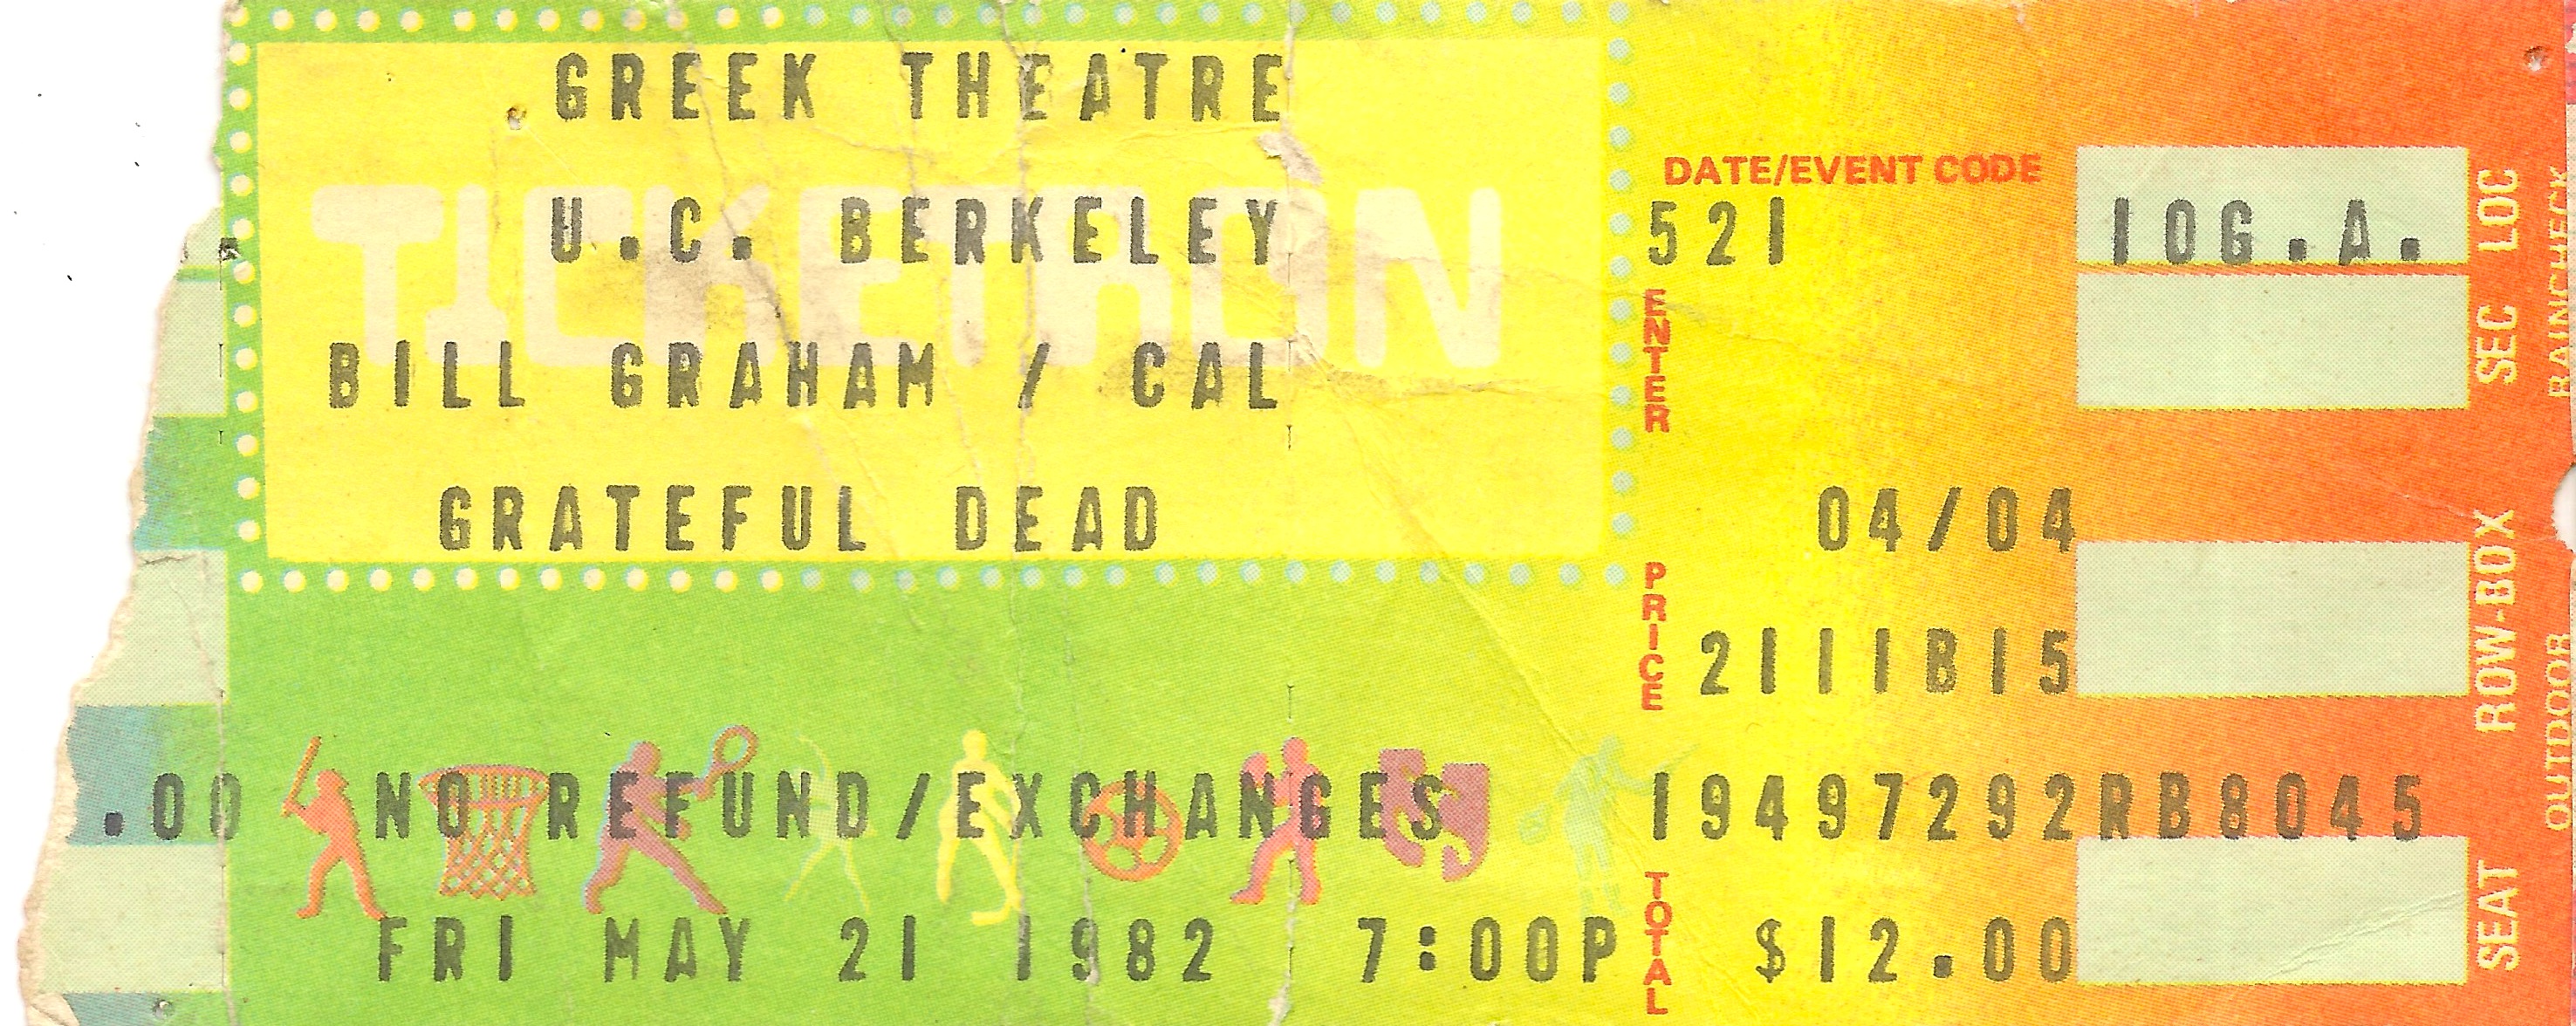 GREEK THEATRE
TICKETRON
U.C. BERKELEY
BILL GRAHAM / CAL
GRATEFUL DEAD
.00 NO REFUND/EXCHANGES
FRI MAY 21 1982 7:00P
DATE/EVENT CODE
521
10G.A.
ENTER
04/04
PRICE
2111B15
19497292RB8045
TOTAL
$12.00
SEC LOC
ROW-BOX
SEAT
RAINCHECK
OUTDOOR